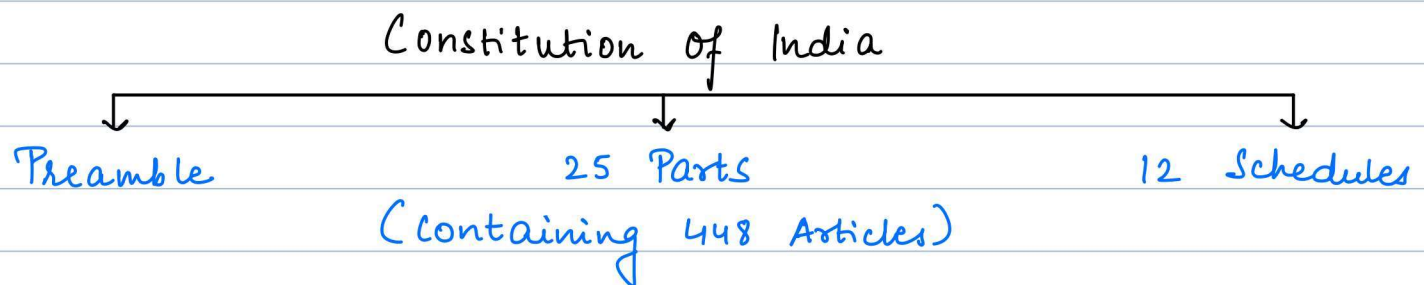 Constitution of India
Preamble 25 Parts 12 Schedules
(containing 448 Articles)